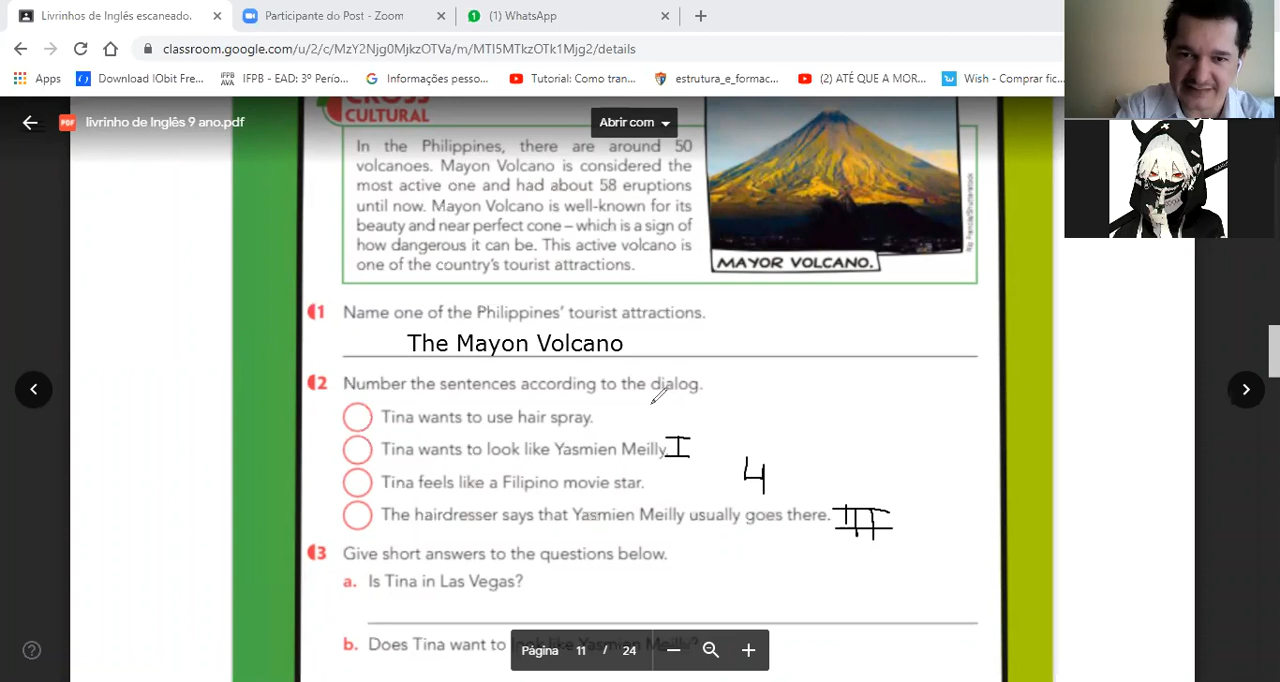 Livrinhos de Inglês escaneado.
Participante do Post - Zoom
(1) WhatsApp
classroom.google.com/u/2/c/MzY2Njg0MjkzOTVa/m/MTI5MTkzOTk1Mjg2/details
Apps
Download IObit Fre...
IFPB - EAD: 3º Perío...
Informações pesso...
Tutorial: Como tran...
estrutura_e_formac...
(2) ATÉ QUE A MOR...
Wish - Comprar fic...
PDF livrinho de Inglês 9 ano.pdf
Abrir com
CROSS
CULTURAL
In the Philippines, there are around 50
volcanoes. Mayon Volcano is considered the
most active one and had about 58 eruptions
until now. Mayon Volcano is well-known for its
beauty and near perfect cone – which is a sign of
how dangerous it can be. This active volcano is
one of the country's tourist attractions.
MAYOR VOLCANO.
1 Name one of the Philippines' tourist attractions.
The Mayon Volcano
2 Number the sentences according to the dialog.
Tina wants to use hair spray.
Tina wants to look like Yasmien Meilly. I
Tina feels like a Filipino movie star. 4
The hairdresser says that Yasmien Meilly usually goes there. II
3 Give short answers to the questions below.
a. Is Tina in Las Vegas?
b. Does Tina want to look like Yasmien Meilly?
Página 11 / 24